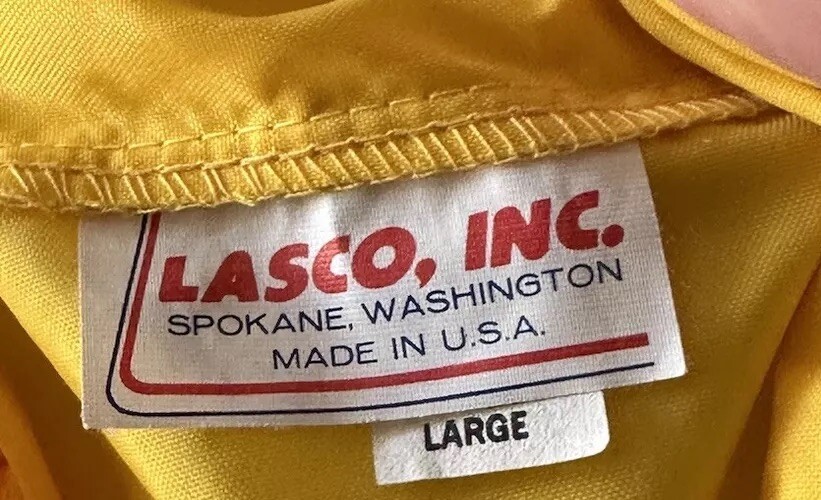 LASCO, INC.
SPOKANE, WASHINGTON
MADE IN U.S.A.
LARGE